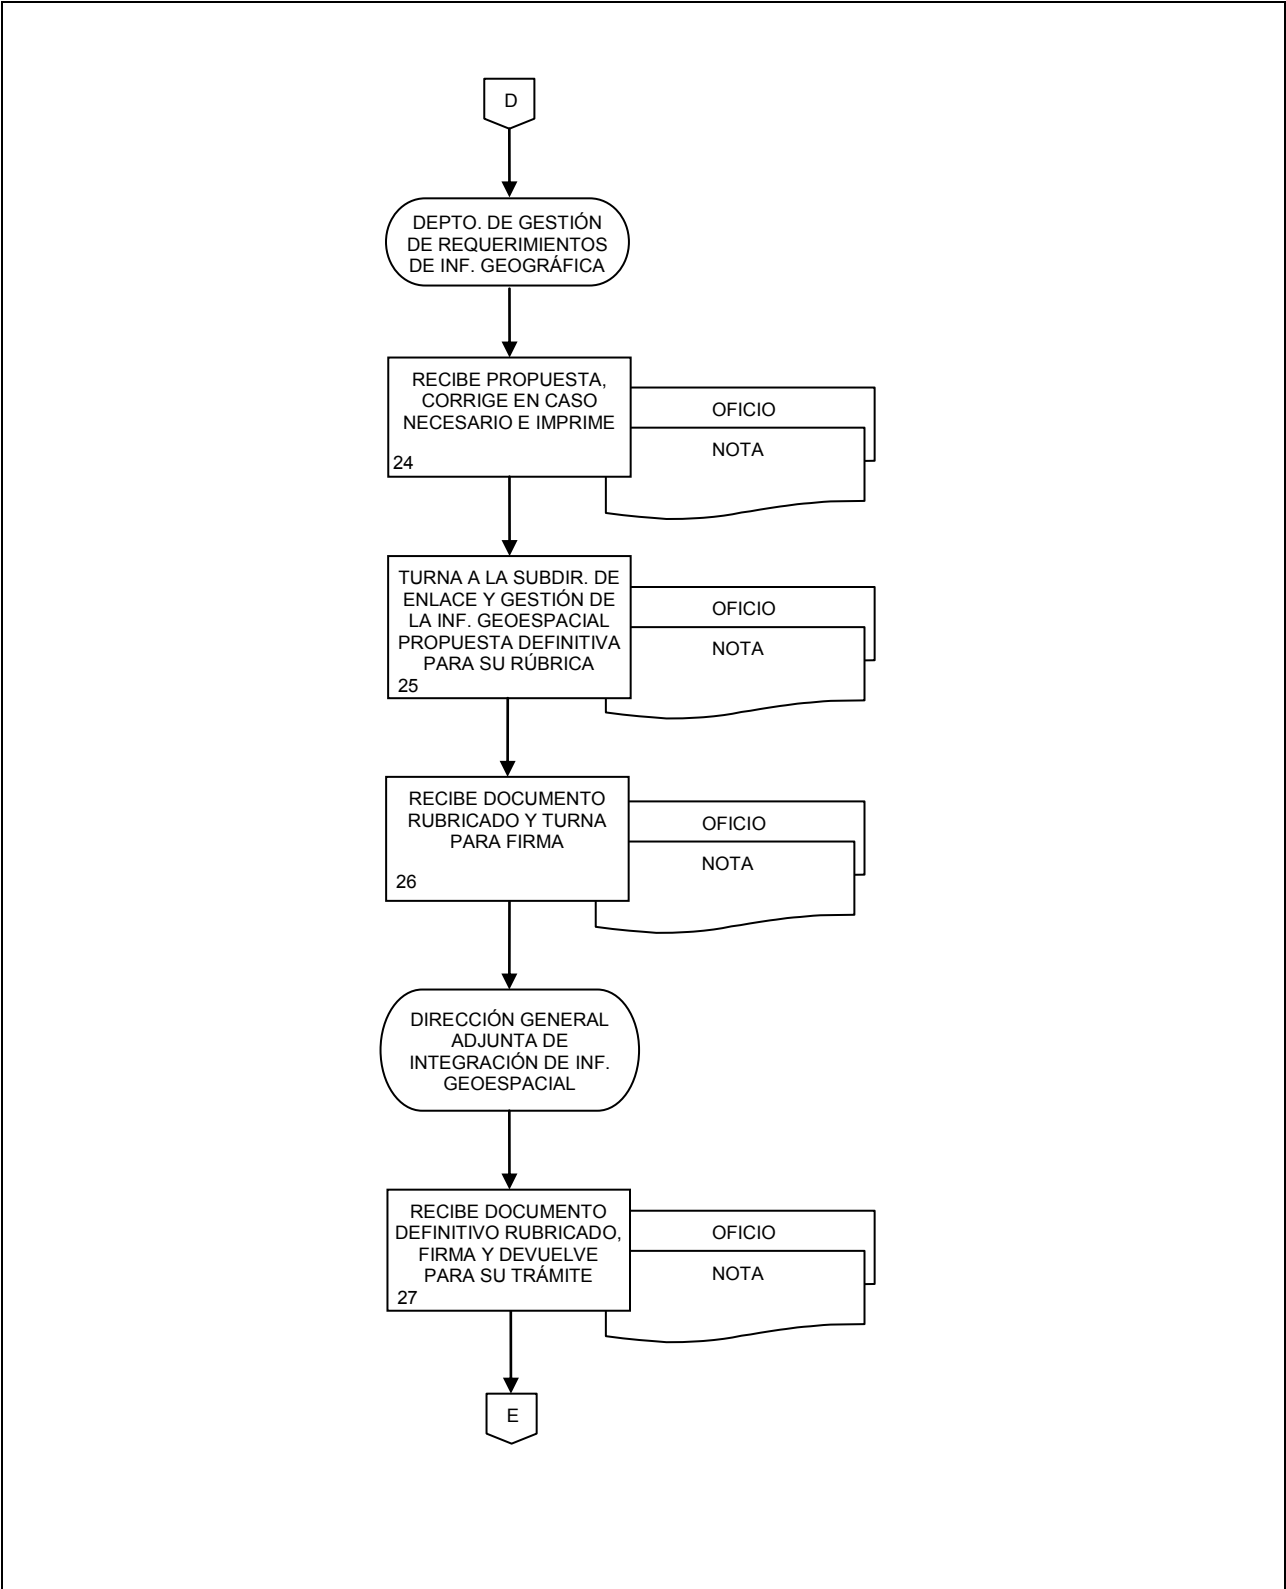 D
DEPTO. DE GESTIÓN
DE REQUERIMIENTOS
DE INF. GEOGRÁFICA
RECIBE PROPUESTA,
CORRIGE EN CASO
NECESARIO E IMPRIME
24
OFICIO
NOTA
TURNA A LA SUBDIR. DE
ENLACE Y GESTIÓN DE
LA INF. GEOESPACIAL
PROPUESTA DEFINITIVA
PARA SU RÚBRICA
25
OFICIO
NOTA
RECIBE DOCUMENTO
RUBRICADO Y TURNA
PARA FIRMA
26
OFICIO
NOTA
DIRECCIÓN GENERAL
ADJUNTA DE
INTEGRACIÓN DE INF.
GEOESPACIAL
RECIBE DOCUMENTO
DEFINITIVO RUBRICADO,
FIRMA Y DEVUELVE
PARA SU TRÁMITE
27
OFICIO
NOTA
E